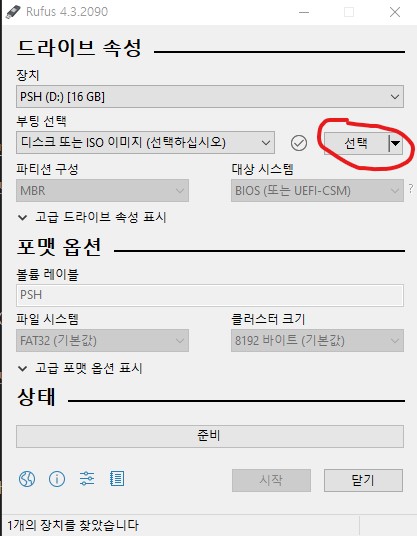 Rufus 4.3.2090
드라이브 속성
장치
PSH (D:) [16 GB]
부팅 선택
디스크 또는 ISO 이미지 (선택하십시오)
선택
파티션 구성
대상 시스템
MBR
BIOS (또는 UEFI-CSM)
?
고급 드라이브 속성 표시
포맷 옵션
볼륨 레이블
PSH
파일 시스템
클러스터 크기
FAT32 (기본값)
8192 바이트 (기본값)
고급 포맷 옵션 표시
상태
준비
시작
닫기
1개의 장치를 찾았습니다